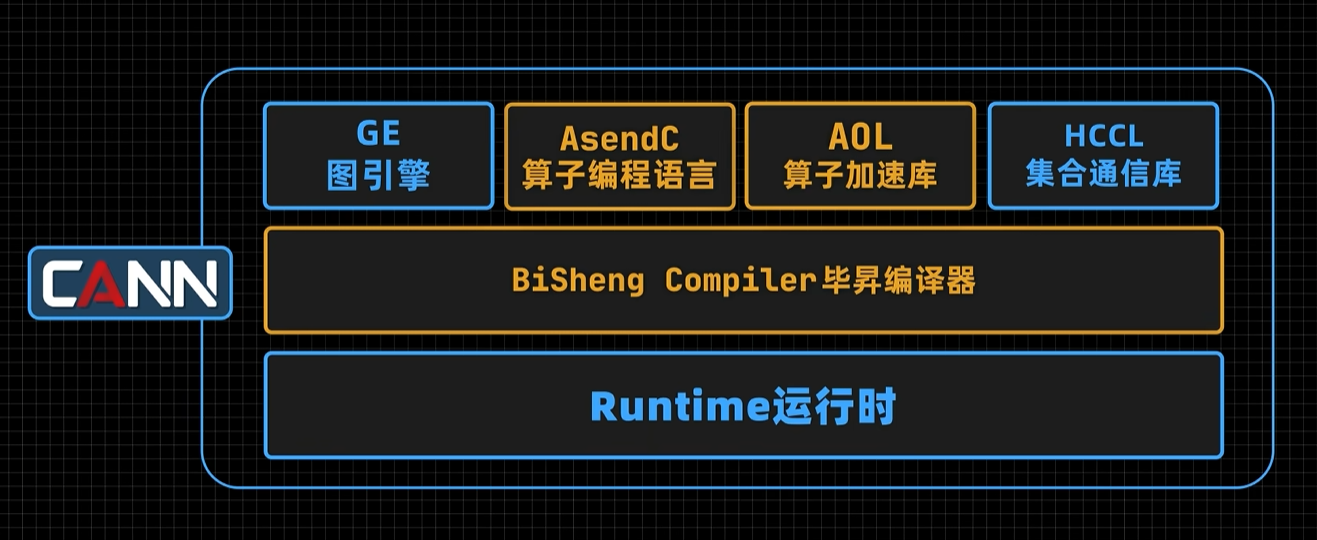 GE
图引擎
AsendC
算子编程语言
AOL
算子加速库
HCCL
集合通信库
CANN
BiSheng Compiler毕昇编译器
Runtime运行时